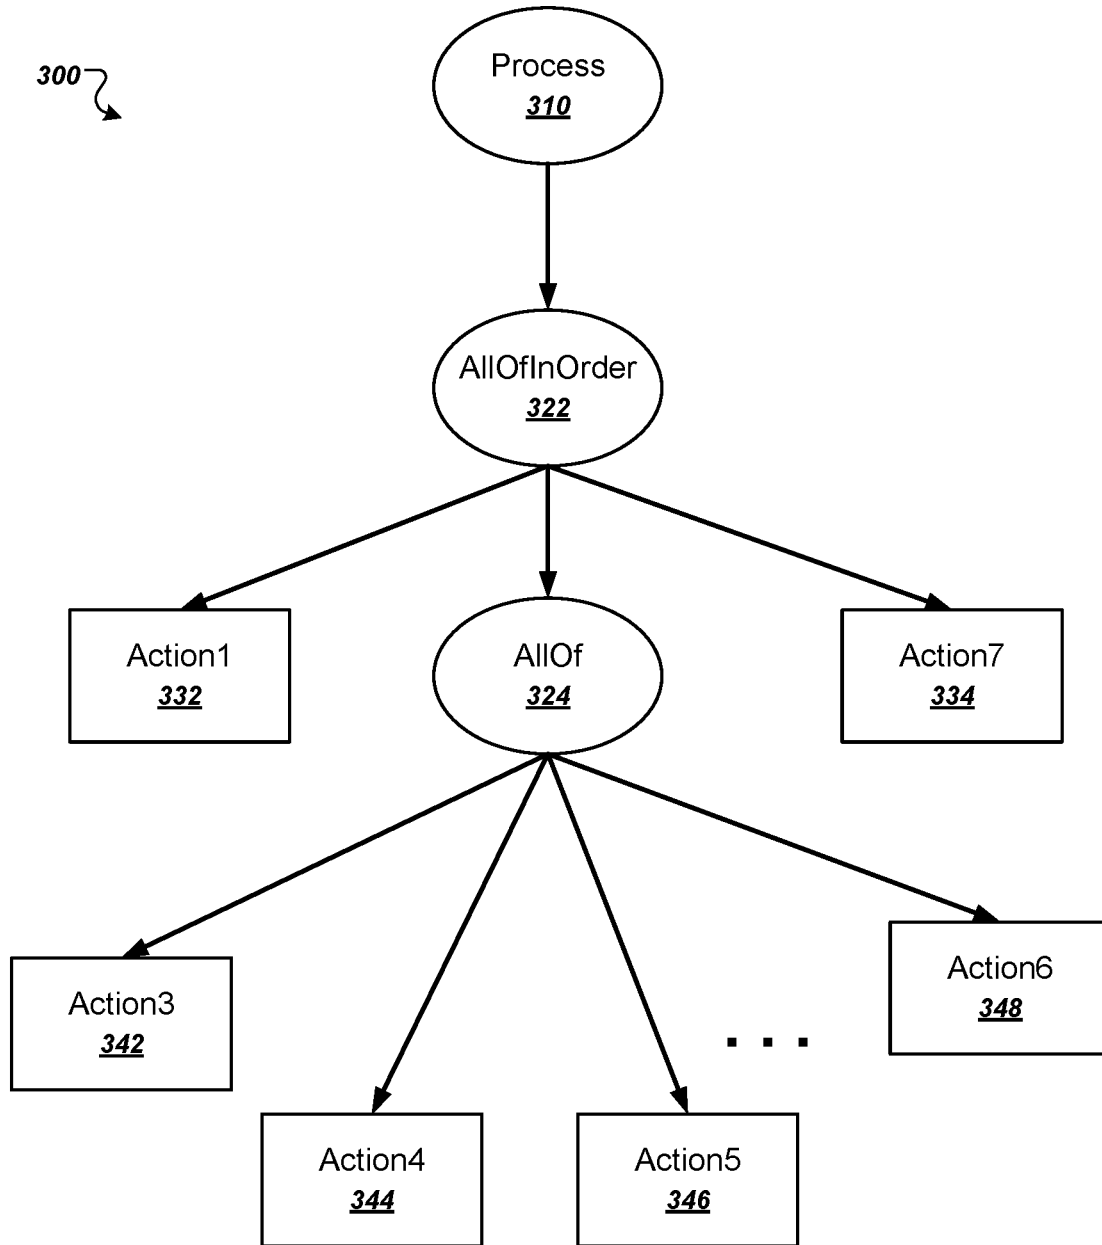 Process
310
300
AllOfInOrder
322
Action1
332
AllOf
324
Action7
334
Action3
342
Action4
344
Action5
346
. . .
Action6
348